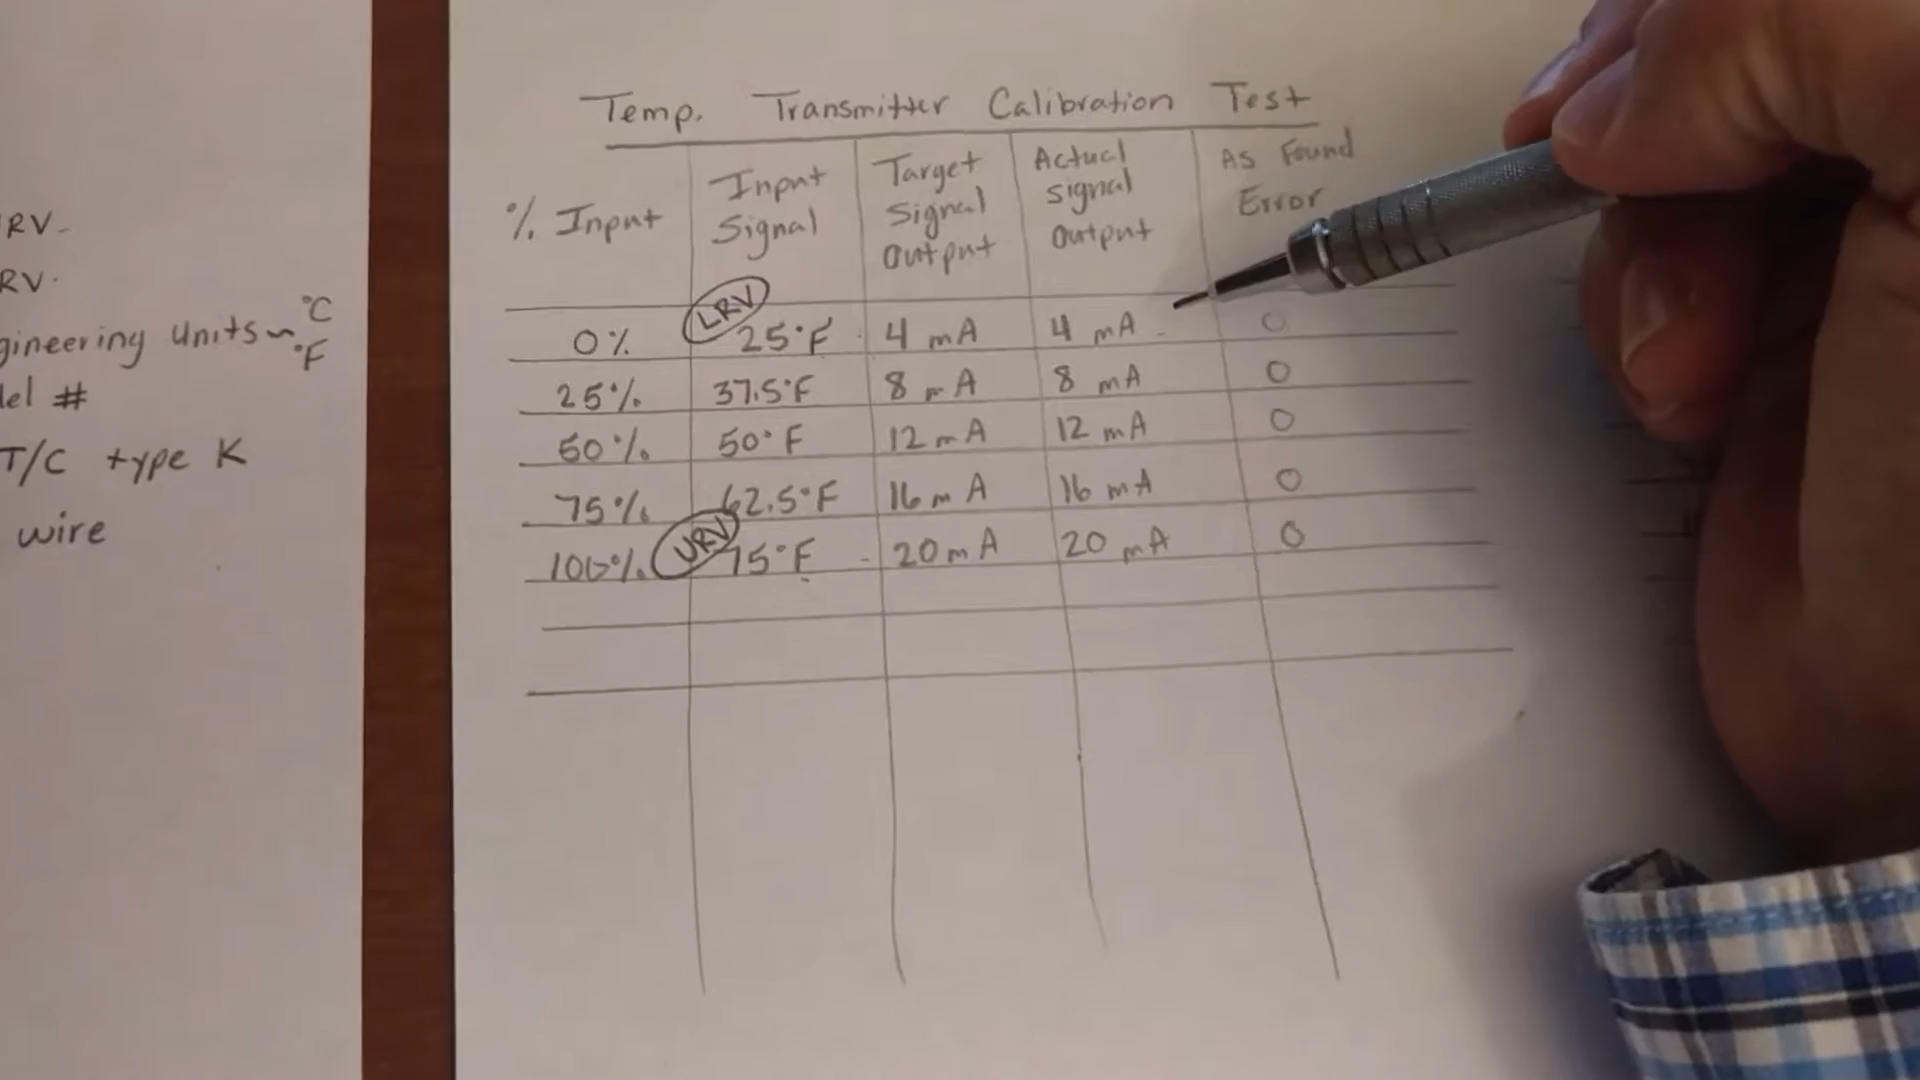 RV-
RV.
gineering units ~ °C
°F
del #
T/C type K
wire
Temp. Transmitter Calibration Test
% Input
Input Signal
Target Signal Output
Actual signal output
As Found Error
LRV
0% 25°F 4 mA 4 mA 0
25% 37.5°F 8 mA 8 mA 0
50% 50°F 12 mA 12 mA 0
75% 62.5°F 16 mA 16 mA 0
URV
100% 75°F 20 mA 20 mA 0